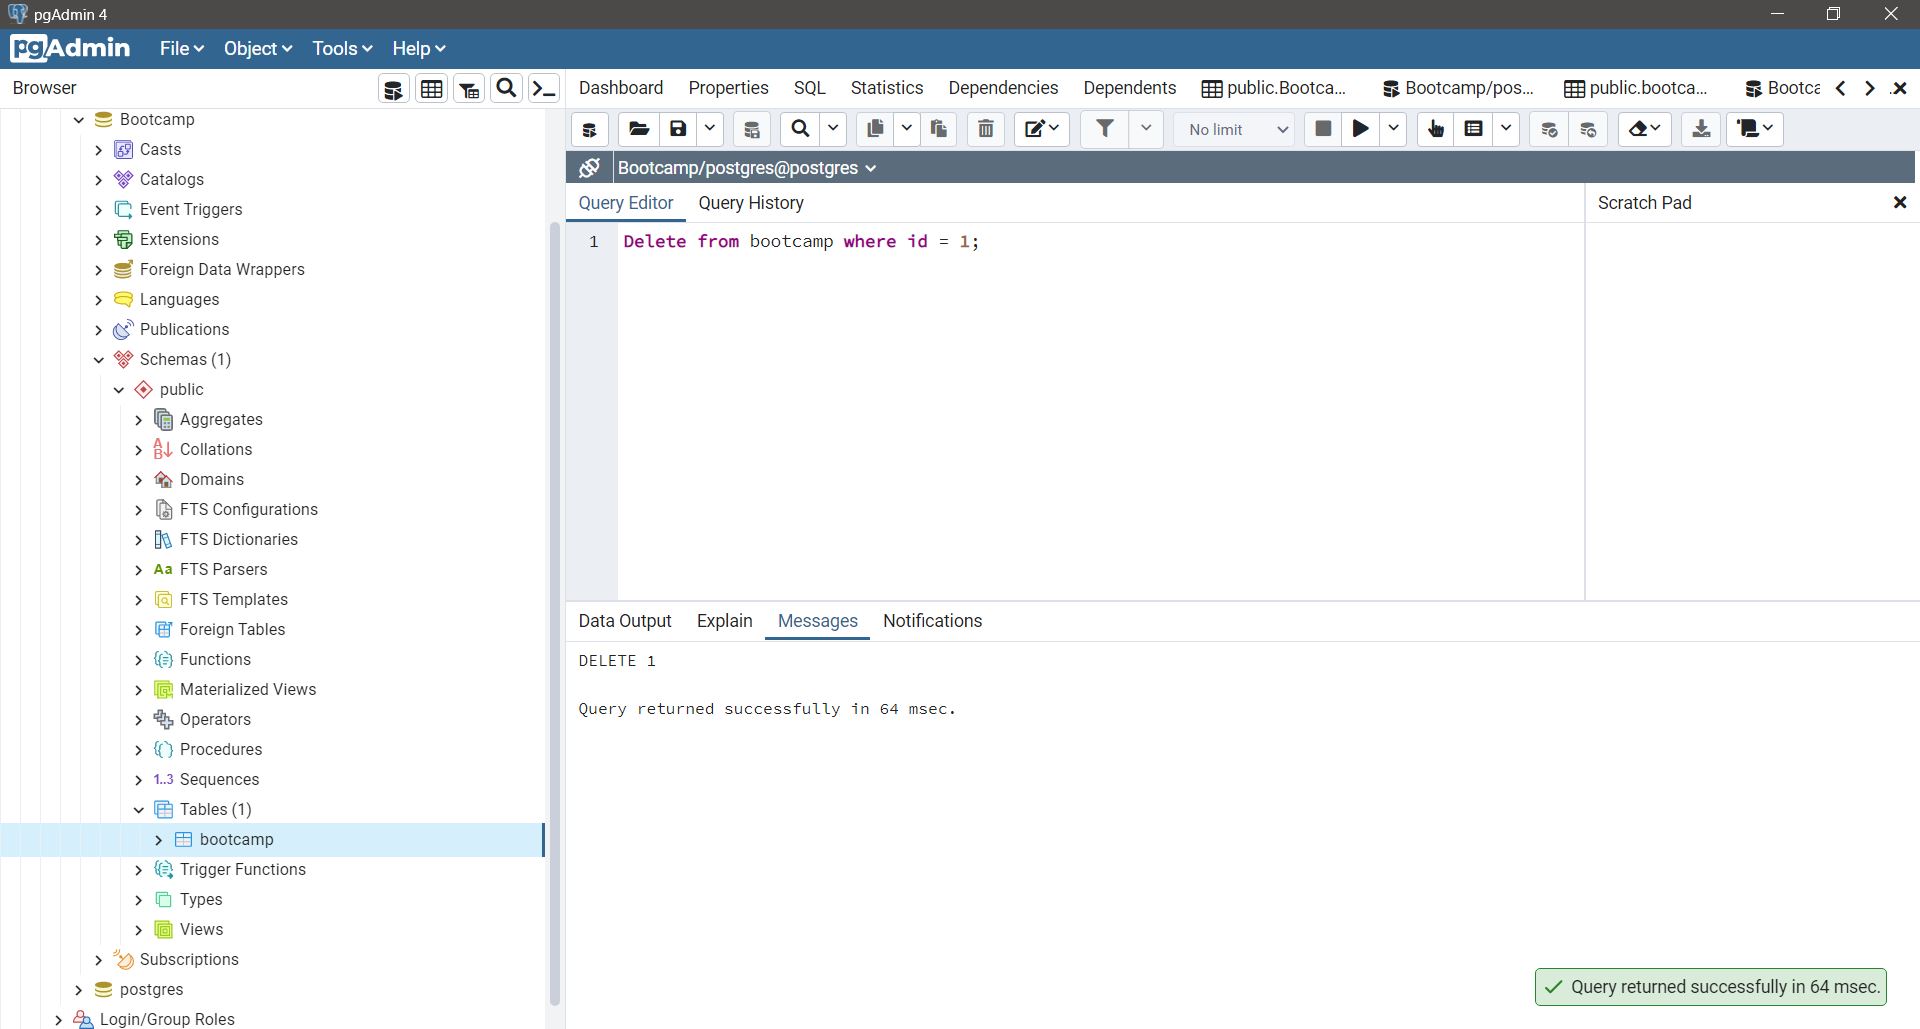 pgAdmin 4
pgAdmin File Object Tools Help
Browser
Dashboard Properties SQL Statistics Dependencies Dependents public.Bootca... Bootcamp/pos... public.bootca... Bootca
No limit
Bootcamp/postgres@postgres
Query Editor Query History
Scratch Pad
1 Delete from bootcamp where id = 1;
Bootcamp
Casts
Catalogs
Event Triggers
Extensions
Foreign Data Wrappers
Languages
Publications
Schemas (1)
public
Aggregates
Collations
Domains
FTS Configurations
FTS Dictionaries
Aa FTS Parsers
FTS Templates
Foreign Tables
Functions
Materialized Views
Operators
Procedures
1..3 Sequences
Tables (1)
bootcamp
Trigger Functions
Types
Views
Subscriptions
postgres
Login/Group Roles
Data Output Explain Messages Notifications
DELETE 1
Query returned successfully in 64 msec.
Query returned successfully in 64 msec.